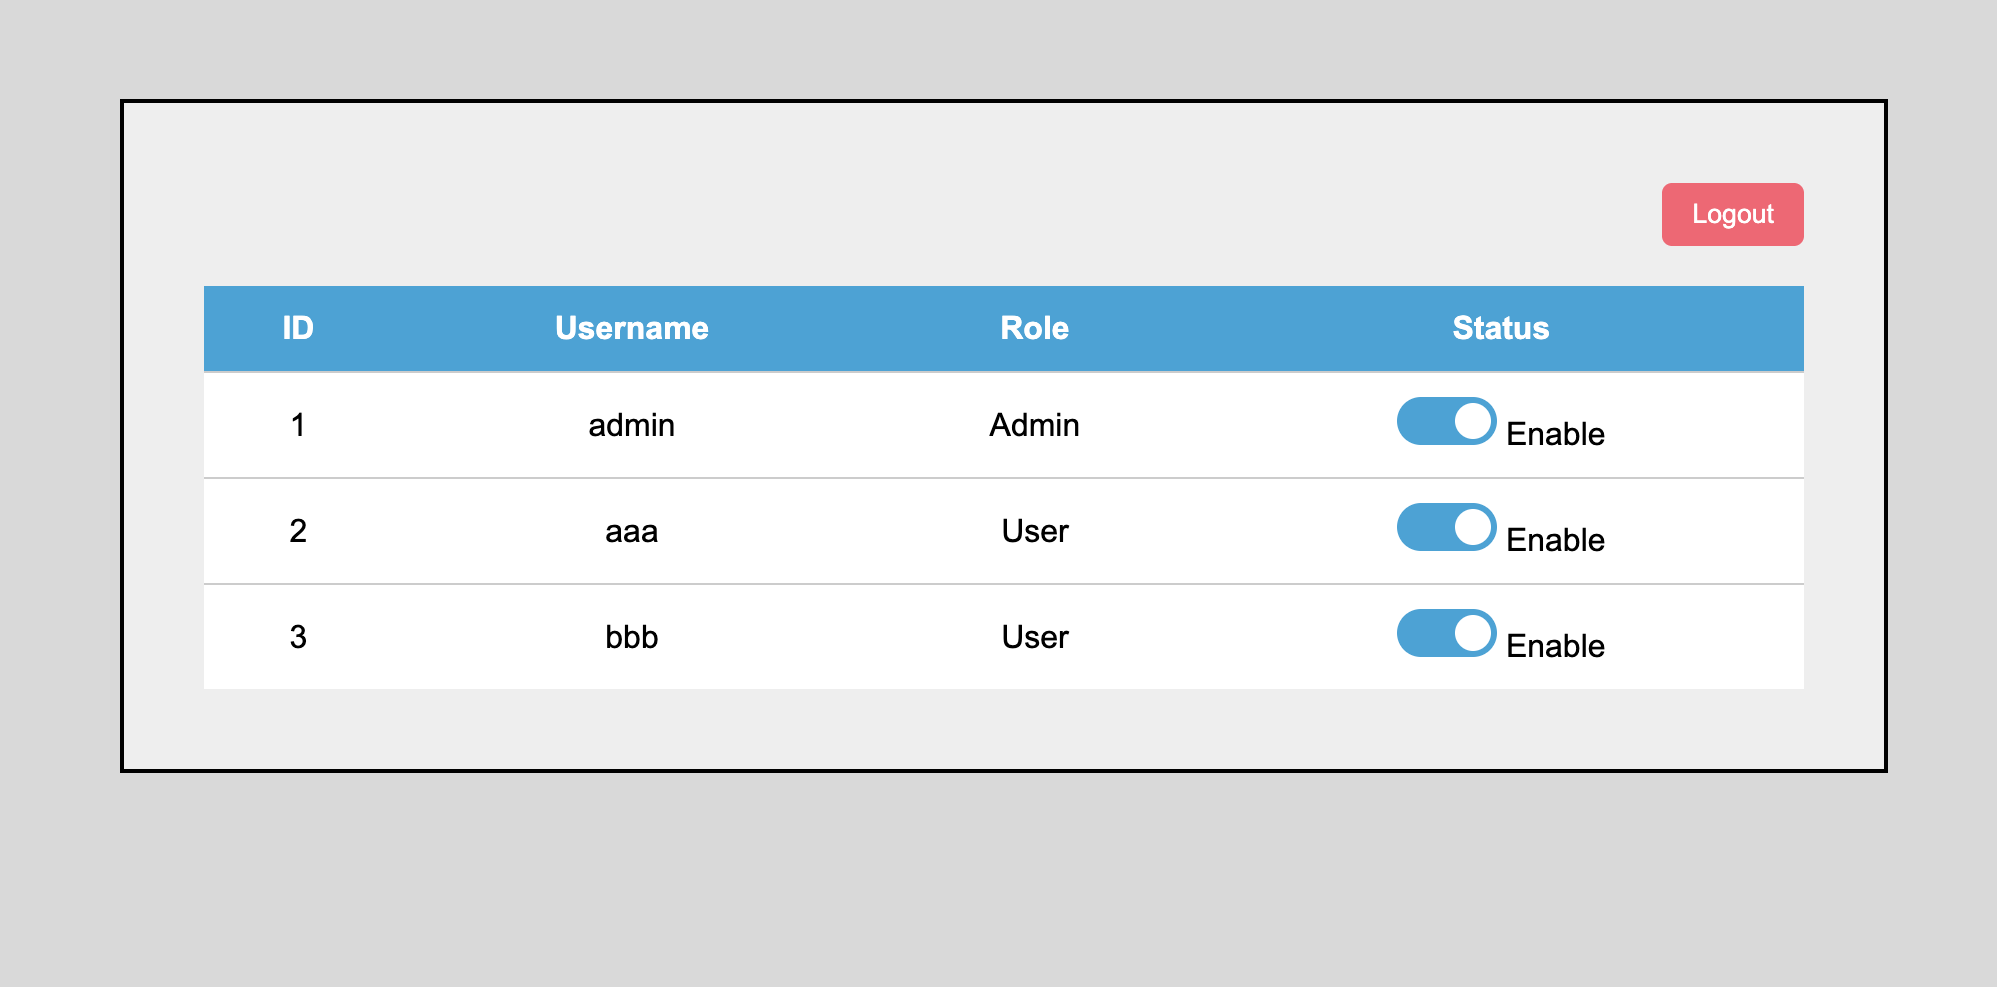 Logout
ID Username Role Status
1 admin Admin Enable
2 aaa User Enable
3 bbb User Enable